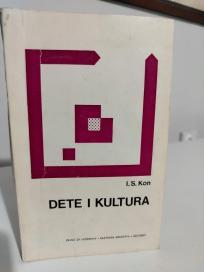 I. S. Kon
DETE I KULTURA